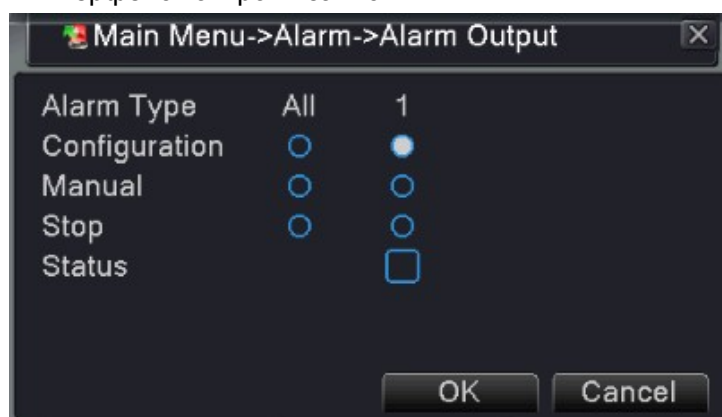 Main Menu->Alarm->Alarm Output
Alarm Type All 1
Configuration
Manual
Stop
Status
OK Cancel